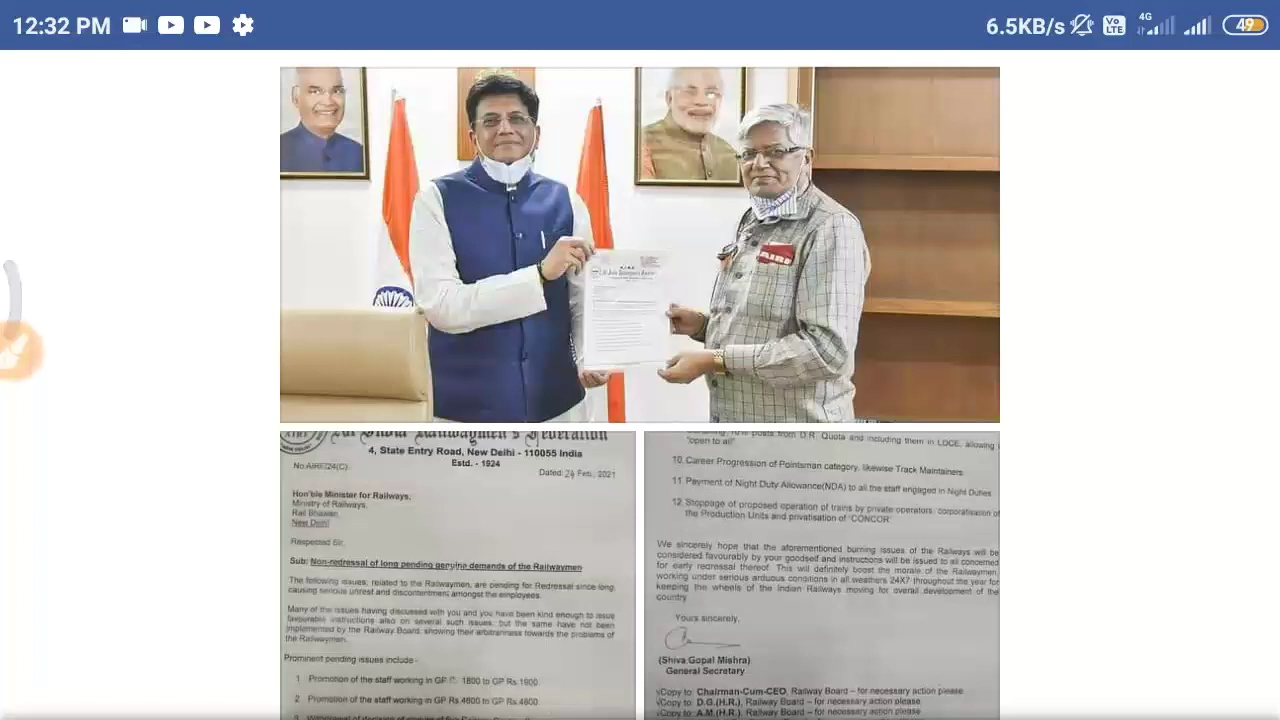 12:32 PM
6.5KB/s
Vo LTE
4G
49
AIRF
All India Railwaymen's Federation
4, State Entry Road, New Delhi - 110055 India
Estd. - 1924
No.AIRF/24(C)
Dated: 24 Feb., 2021
Hon'ble Minister for Railways,
Ministry of Railways,
Rail Bhawan,
New Delhi
Respected Sir,
Sub: Non-redressal of long pending genuine demands of the Railwaymen
The following issues, related to the Railwaymen, are pending for Redressal since long,
causing serious unrest and discontentment amongst the employees.
Many of the issues having discussed with you and you have been kind enough to issue
favourable instructions also on several such issues, but the same have not been
implemented by the Railway Board, showing their arbitrariness towards the problems of
the Railwaymen.
Prominent pending issues include:-
1 Promotion of the staff working in GP 1800 to GP Rs.1900.
2. Promotion of the staff working in GP Rs.4600 to GP Rs.4800.
posts from D.R. Quota and including them in LDCE, allowing
"open to all"
10. Career Progression of Pointsman category, likewise Track Maintainers
11. Payment of Night Duty Allowance(NDA) to all the staff engaged in Night Duties
12. Stoppage of proposed operation of trains by private operators, corporatisation of
the Production Units and privatisation of "CONCOR"
We sincerely hope that the aforementioned burning issues of the Railways will be
considered favourably by your goodself and instructions will be issued to all concerned
for early redressal thereof. This will definitely boost the morale of the Railwaymen,
working under serious arduous conditions in all weathers 24X7 throughout the year for
keeping the wheels of the Indian Railways moving for overall development of the
country
Yours sincerely,
(Shiva Gopal Mishra)
General Secretary
Copy to: Chairman-Cum-CEO, Railway Board – for necessary action please
Copy to: D.G.(H.R.), Railway Board – for necessary action please
Copy to: A.M.(H.R.), Railway Board – for necessary action please